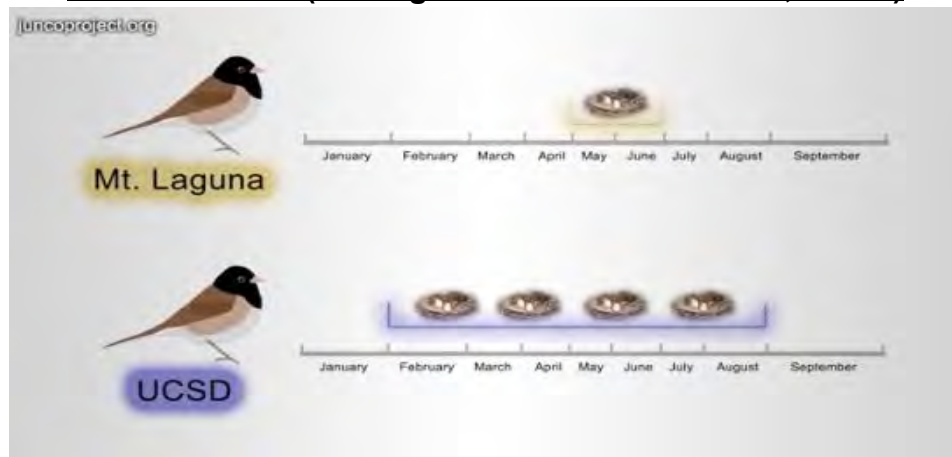 juncoproject.org
January February March April May June July August September
Mt. Laguna
January February March April May June July August September
UCSD